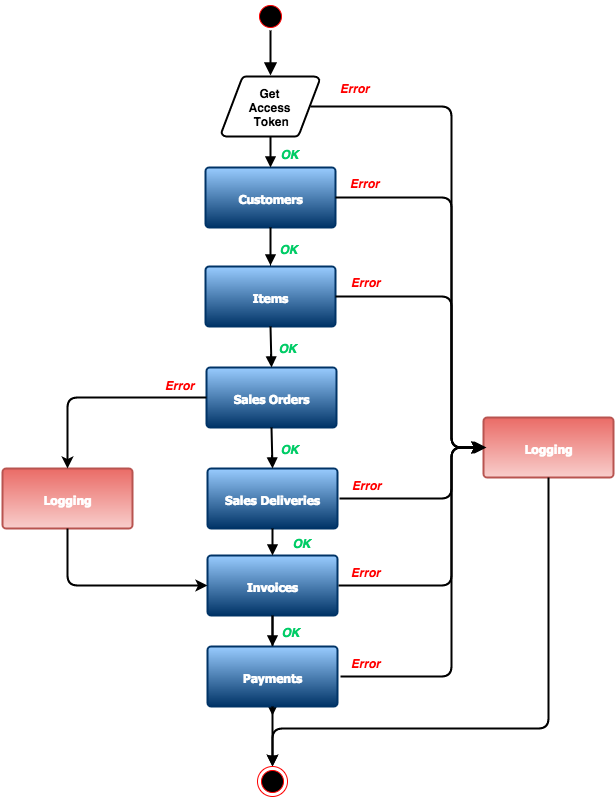 Error
Get
Access
Token
OK
Customers
Error
OK
Items
Error
OK
Error
Sales Orders
OK
Logging
Logging
Sales Deliveries
Error
OK
Invoices
Error
OK
Payments
Error